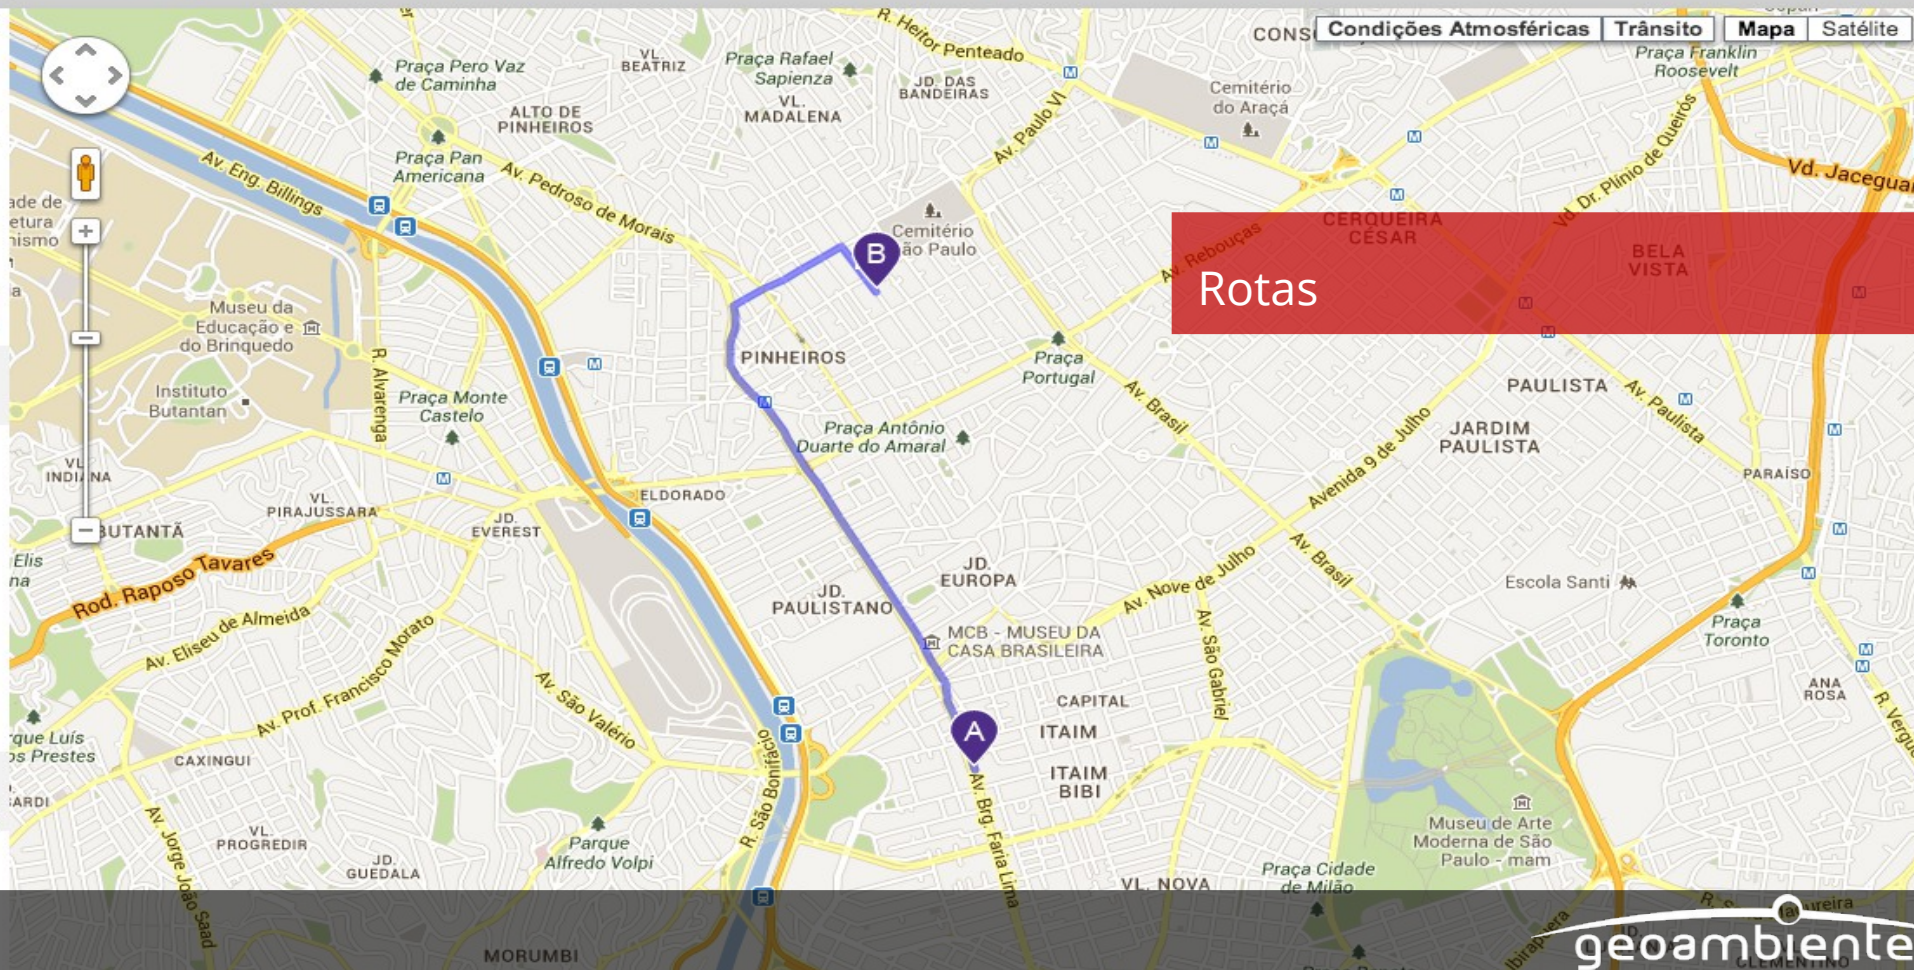 Condições Atmosféricas
Trânsito
Mapa
Satélite
R. Heitor Penteado
Praça Franklin
Roosevelt
VL.
BEATRIZ
Praça Rafael
Sapienza
Praça Pero Vaz
de Caminha
JD. DAS
BANDEIRAS
Cemitério
do Araçá
ALTO DE
PINHEIROS
VL.
MADALENA
Av. Paulo VI
Vd. Dr. Plínio de Queirós
Vd. Jaceguai
Praça Pan
Americana
Av. Eng. Billings
Av. Pedroso de Morais
Cemitério
São Paulo
B
Av. Rebouças
CERQUEIRA
CÉSAR
BELA
VISTA
Rotas
Museu da
Educação e
do Brinquedo
PINHEIROS
Praça
Portugal
R. Alvarenga
Instituto
Butantan
Praça Monte
Castelo
Av. Brasil
PAULISTA
Av. Paulista
Praça Antônio
Duarte do Amaral
Avenida 9 de Julho
JARDIM
PAULISTA
VL.
INDIANA
PARAÍSO
ELDORADO
VL.
PIRAJUSSARA
JD.
EVEREST
BUTANTÃ
Rod. Raposo Tavares
JD.
EUROPA
Av. Nove de Julho
Av. Brasil
Escola Santi
JD.
PAULISTANO
Av. Eliseu de Almeida
Av. Prof. Francisco Morato
MCB - MUSEU DA
CASA BRASILEIRA
Av. São Gabriel
Praça
Toronto
ANA
ROSA
Av. São Valério
CAPITAL
ITAIM
A
ITAIM
BIBI
CAXINGUI
R. São Bonifácio
Av. Brg. Faria Lima
R. Vergu
Av. Jorge João Saad
VL.
PROGREDIR
JD.
GUEDALA
Parque
Alfredo Volpi
Museu de Arte
Moderna de São
Paulo - mam
Praça Cidade
de Milão
VL. NOVA
MORUMBI
Ibirapuera
CLEMENTINO
geoambiente